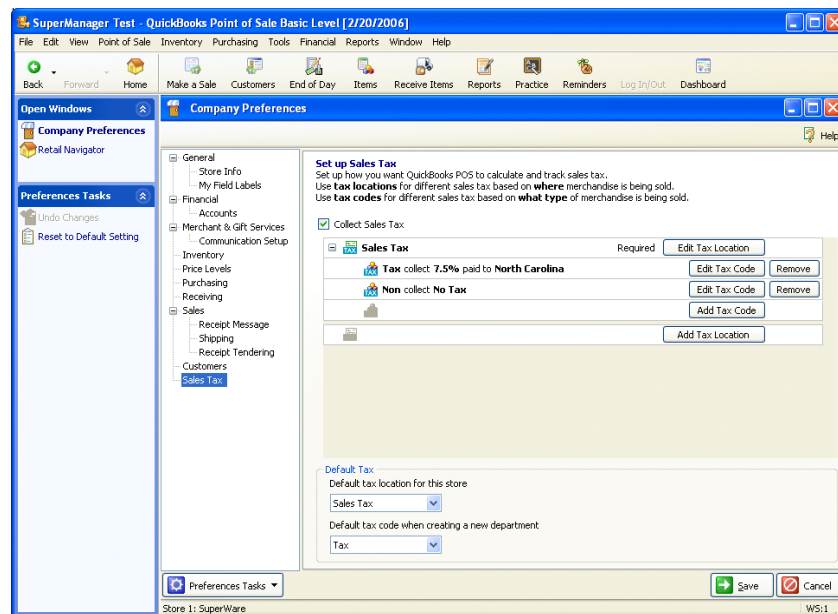 SuperManager Test - QuickBooks Point of Sale Basic Level [2/20/2006]
File Edit View Point of Sale Inventory Purchasing Tools Financial Reports Window Help
Back Forward Home Make a Sale Customers End of Day Items Receive Items Reports Practice Reminders Log In/Out Dashboard
Open Windows
Company Preferences
Retail Navigator
Preferences Tasks
Undo Changes
Reset to Default Setting
Company Preferences
Help
General
Store Info
My Field Labels
Financial
Accounts
Merchant & Gift Services
Communication Setup
Inventory
Price Levels
Purchasing
Receiving
Sales
Receipt Message
Shipping
Receipt Tendering
Customers
Sales Tax
Set up Sales Tax
Set up how you want QuickBooks POS to calculate and track sales tax.
Use tax locations for different sales tax based on where merchandise is being sold.
Use tax codes for different sales tax based on what type of merchandise is being sold.
Collect Sales Tax
TAX Sales Tax Required Edit Tax Location
TAX Tax collect 7.5% paid to North Carolina Edit Tax Code Remove
TAX Non collect No Tax Edit Tax Code Remove
Add Tax Code
Add Tax Location
Default Tax
Default tax location for this store
Sales Tax
Default tax code when creating a new department
Tax
Preferences Tasks
Save Cancel
Store 1: SuperWare WS:1